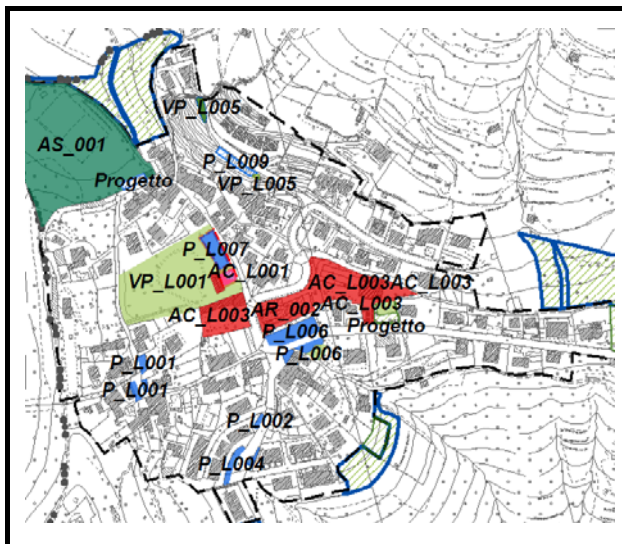 VP_L005
AS_001
P_L009
Progetto
VP_L005
P_L007
AC_L001
VP_L001
AC_L003AC_L003
AC_L003
AR_002
AC_L003
P_L006
Progetto
P_L006
P_L001
P_L001
P_L002
P_L004